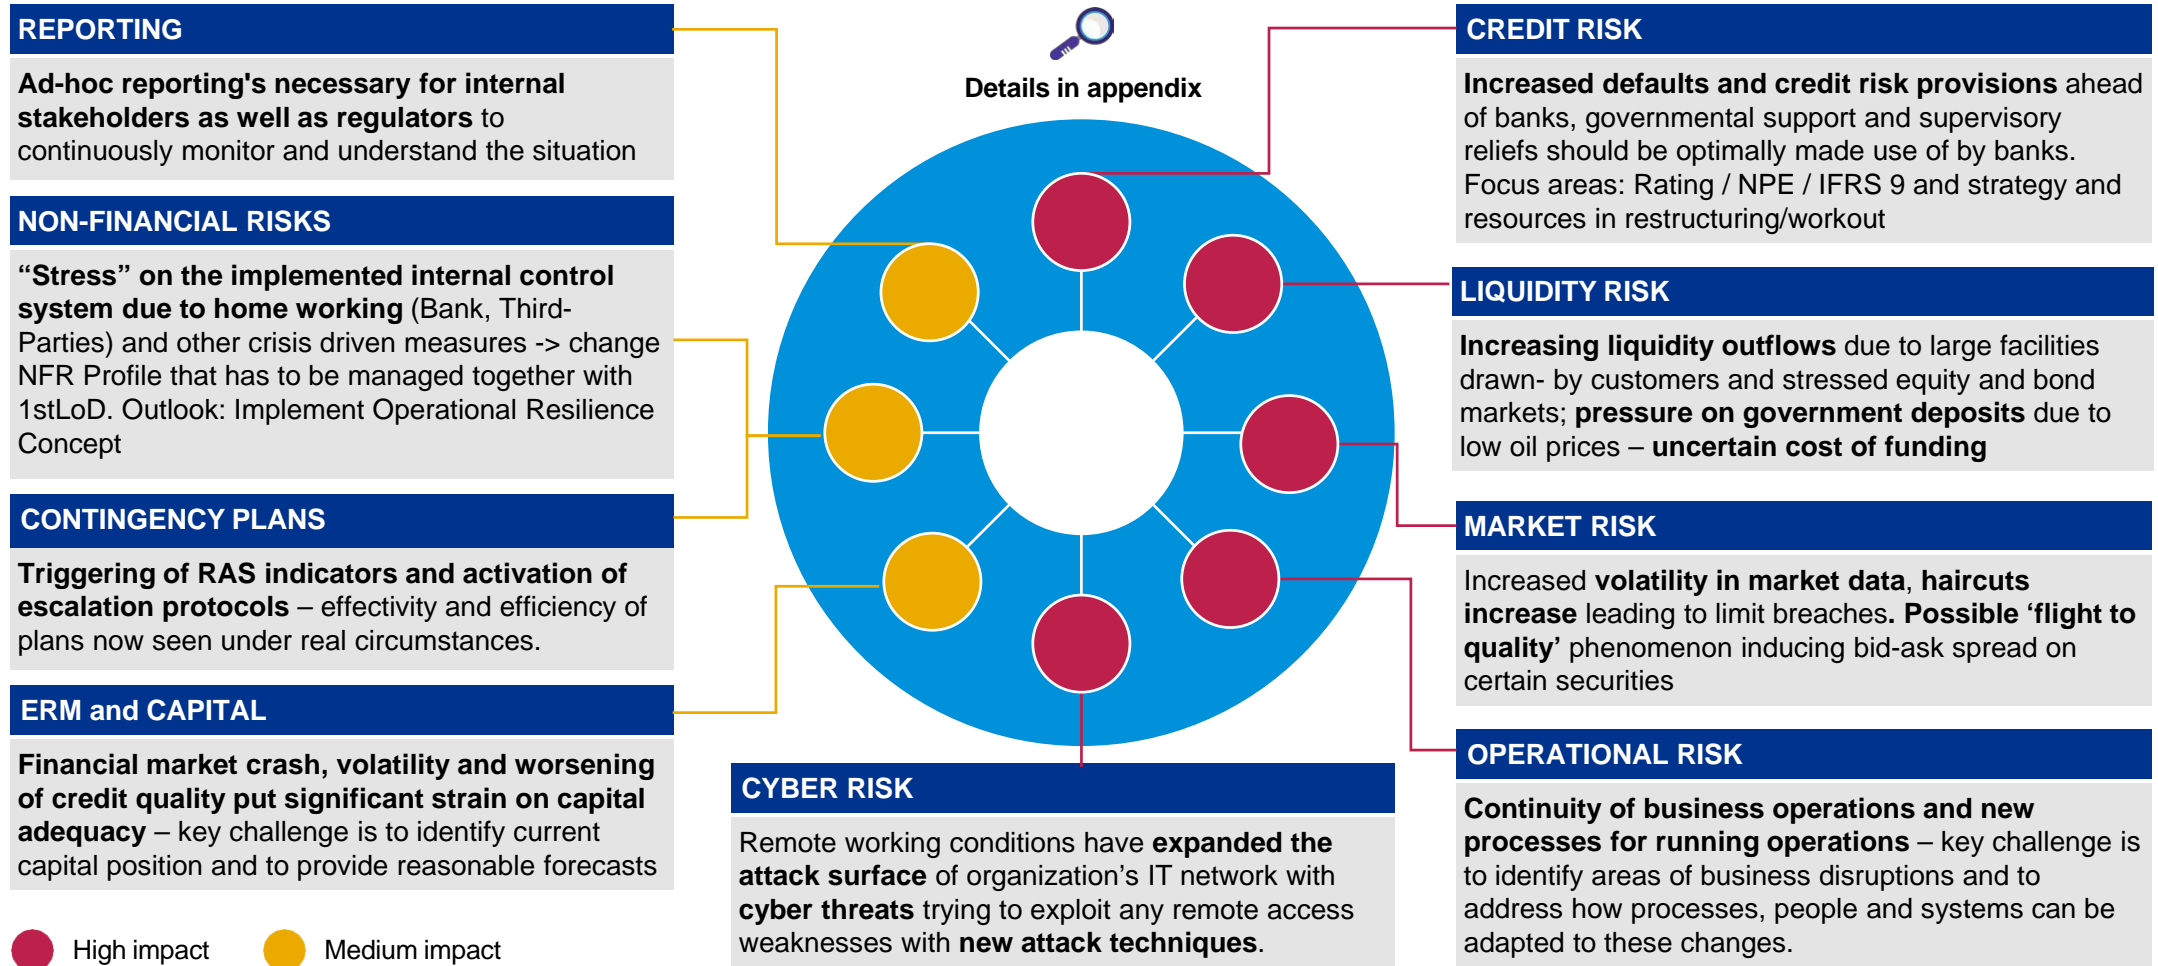 REPORTING
Ad-hoc reporting's necessary for internal
stakeholders as well as regulators to
continuously monitor and understand the situation
NON-FINANCIAL RISKS
“Stress” on the implemented internal control
system due to home working (Bank, Third-
Parties) and other crisis driven measures -> change
NFR Profile that has to be managed together with
1stLoD. Outlook: Implement Operational Resilience
Concept
CONTINGENCY PLANS
Triggering of RAS indicators and activation of
escalation protocols – effectivity and efficiency of
plans now seen under real circumstances.
ERM and CAPITAL
Financial market crash, volatility and worsening
of credit quality put significant strain on capital
adequacy – key challenge is to identify current
capital position and to provide reasonable forecasts
High impact
Medium impact
Details in appendix
CYBER RISK
Remote working conditions have expanded the
attack surface of organization’s IT network with
cyber threats trying to exploit any remote access
weaknesses with new attack techniques.
CREDIT RISK
Increased defaults and credit risk provisions ahead
of banks, governmental support and supervisory
reliefs should be optimally made use of by banks.
Focus areas: Rating / NPE / IFRS 9 and strategy and
resources in restructuring/workout
LIQUIDITY RISK
Increasing liquidity outflows due to large facilities
drawn- by customers and stressed equity and bond
markets; pressure on government deposits due to
low oil prices – uncertain cost of funding
MARKET RISK
Increased volatility in market data, haircuts
increase leading to limit breaches. Possible ‘flight to
quality’ phenomenon inducing bid-ask spread on
certain securities
OPERATIONAL RISK
Continuity of business operations and new
processes for running operations – key challenge is
to identify areas of business disruptions and to
address how processes, people and systems can be
adapted to these changes.